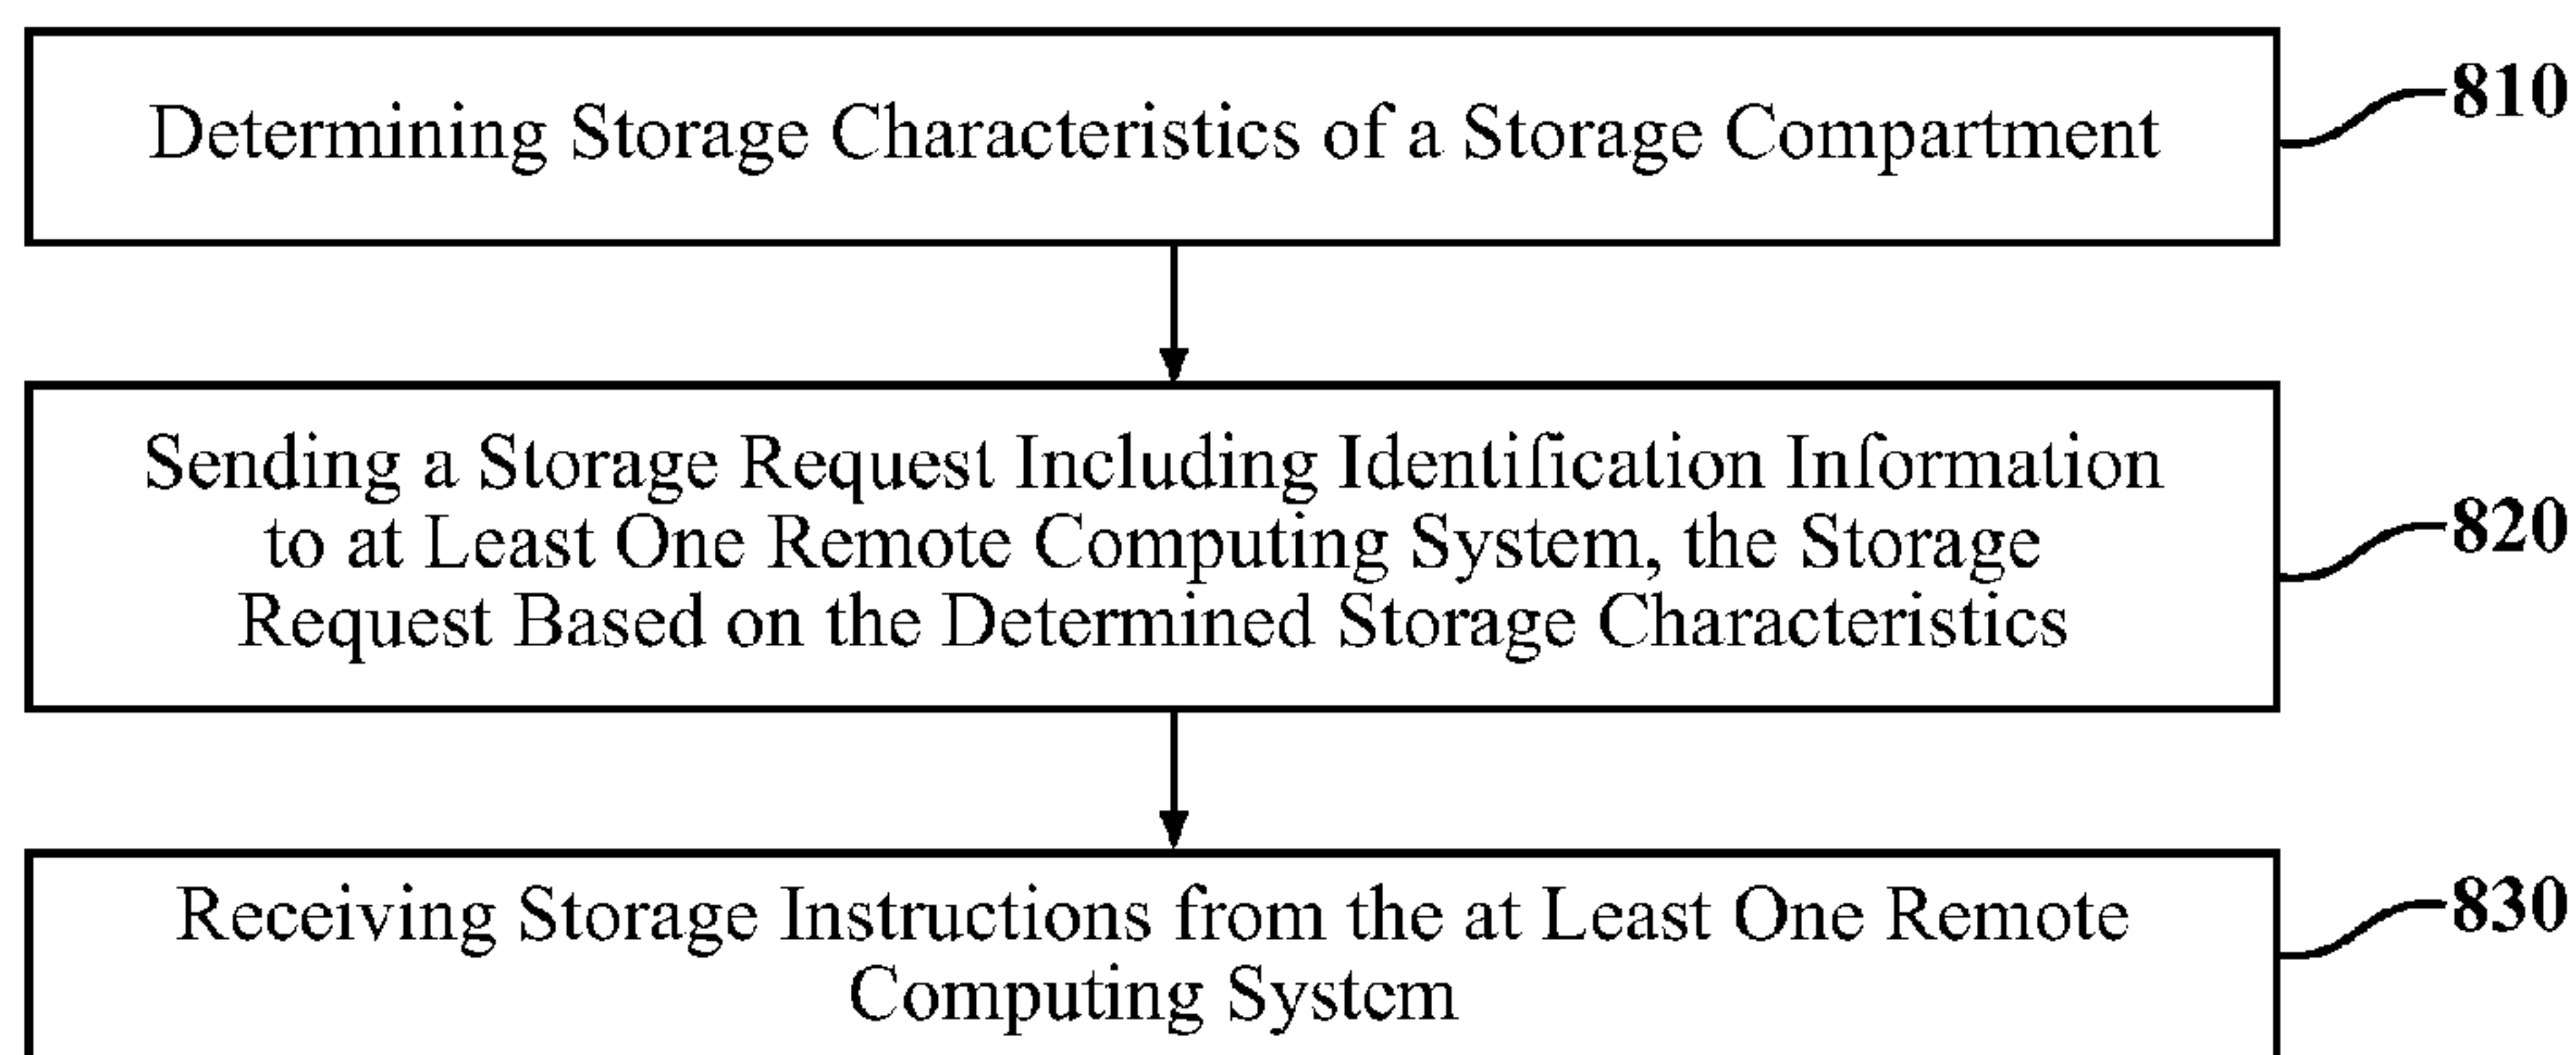 Determining Storage Characteristics of a Storage Compartment
810
Sending a Storage Request Including Identification Information
to at Least One Remote Computing System, the Storage
Request Based on the Determined Storage Characteristics
820
Receiving Storage Instructions from the at Least One Remote
Computing System
830